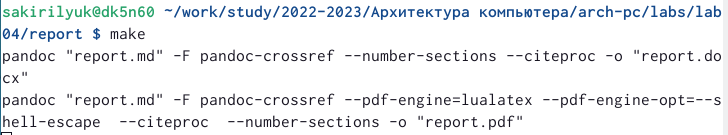 sakirilyuk@dk5n60 ~/work/study/2022-2023/Архитектура компьютера/arch-pc/labs/lab
04/report $ make
pandoc "report.md" -F pandoc-crossref --number-sections --citeproc -o "report.do
cx"
pandoc "report.md" -F pandoc-crossref --pdf-engine=lualatex --pdf-engine-opt=--s
hell-escape  --citeproc  --number-sections -o "report.pdf"